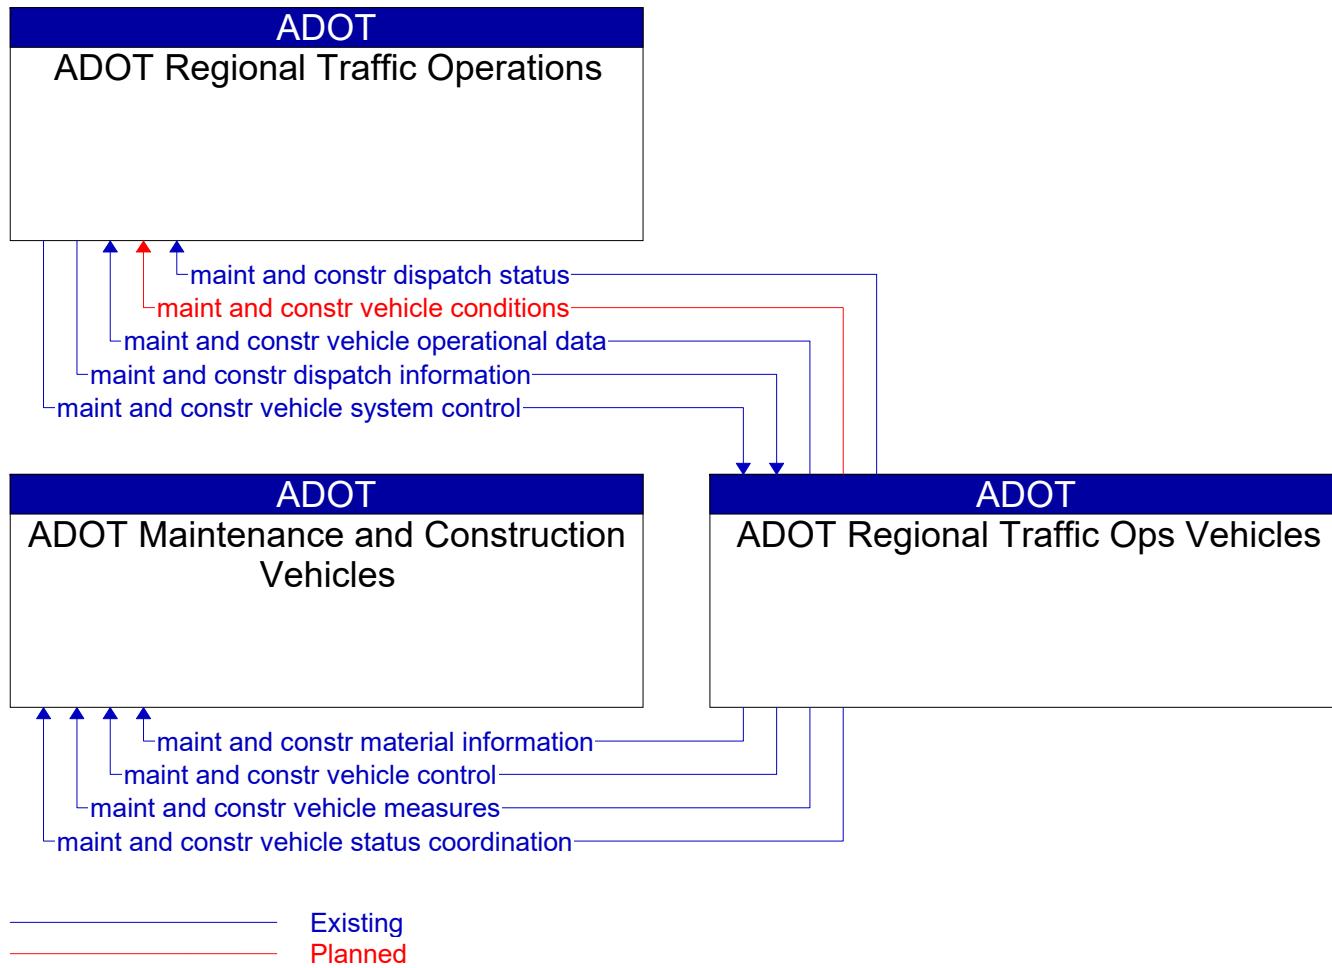 ADOT
ADOT Regional Traffic Operations
maint and constr dispatch status
maint and constr vehicle conditions
maint and constr vehicle operational data
maint and constr dispatch information
maint and constr vehicle system control
ADOT
ADOT Maintenance and Construction
Vehicles
ADOT
ADOT Regional Traffic Ops Vehicles
maint and constr material information
maint and constr vehicle control
maint and constr vehicle measures
maint and constr vehicle status coordination
Existing
Planned